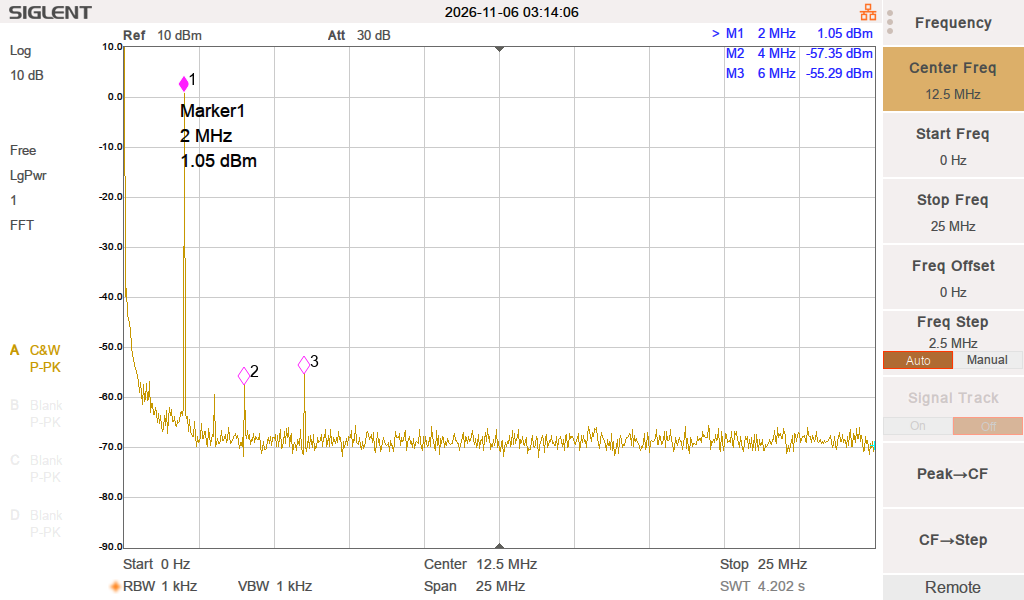 SIGLENT
2026-11-06 03:14:06
Ref 10 dBm
Att 30 dB
> M1 2 MHz 1.05 dBm
M2 4 MHz -57.35 dBm
M3 6 MHz -55.29 dBm
Log
10 dB
Free
LgPwr
1
FFT
A C&W
P-PK
B Blank
P-PK
C Blank
P-PK
D Blank
P-PK
10.0
0.0
-10.0
-20.0
-30.0
-40.0
-50.0
-60.0
-70.0
-80.0
-90.0
1
Marker1
2 MHz
1.05 dBm
2
3
Start 0 Hz
Center 12.5 MHz
Stop 25 MHz
RBW 1 kHz
VBW 1 kHz
Span 25 MHz
SWT 4.202 s
Frequency
Center Freq
12.5 MHz
Start Freq
0 Hz
Stop Freq
25 MHz
Freq Offset
0 Hz
Freq Step
2.5 MHz
Auto Manual
Signal Track
On Off
Peak→CF
CF→Step
Remote